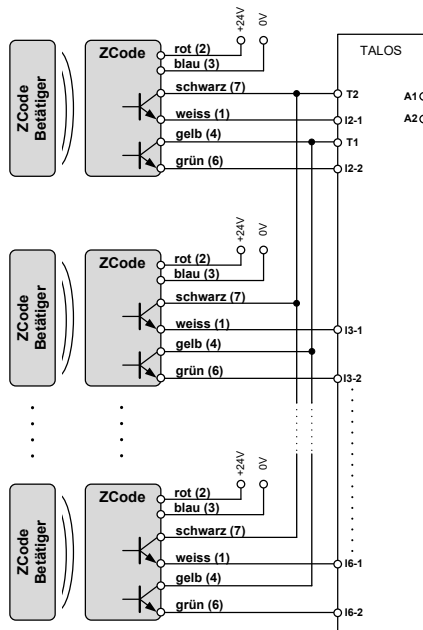 +24V
0V
TALOS
ZCode
Betätiger
ZCode
rot (2)
blau (3)
schwarz (7)
T2
A1
weiss (1)
I2-1
A2
gelb (4)
T1
grün (6)
I2-2
+24V
0V
ZCode
Betätiger
ZCode
rot (2)
blau (3)
schwarz (7)
weiss (1)
I3-1
gelb (4)
grün (6)
I3-2
+24V
0V
ZCode
Betätiger
ZCode
rot (2)
blau (3)
schwarz (7)
weiss (1)
I6-1
gelb (4)
grün (6)
I6-2